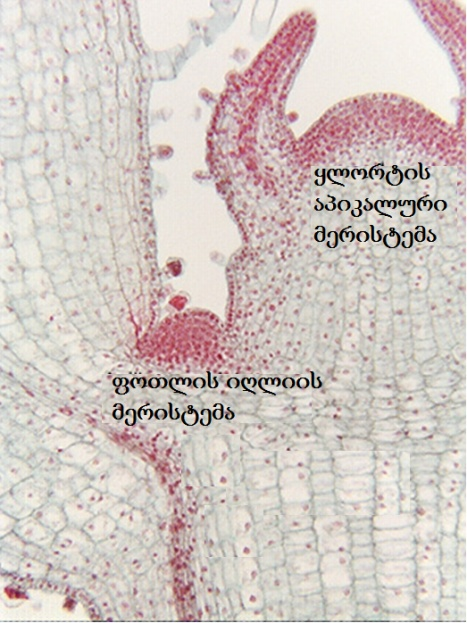 ყლორტის
აპიკალური
მერისტემა
ფოთლის იღლიის
მერისტემა